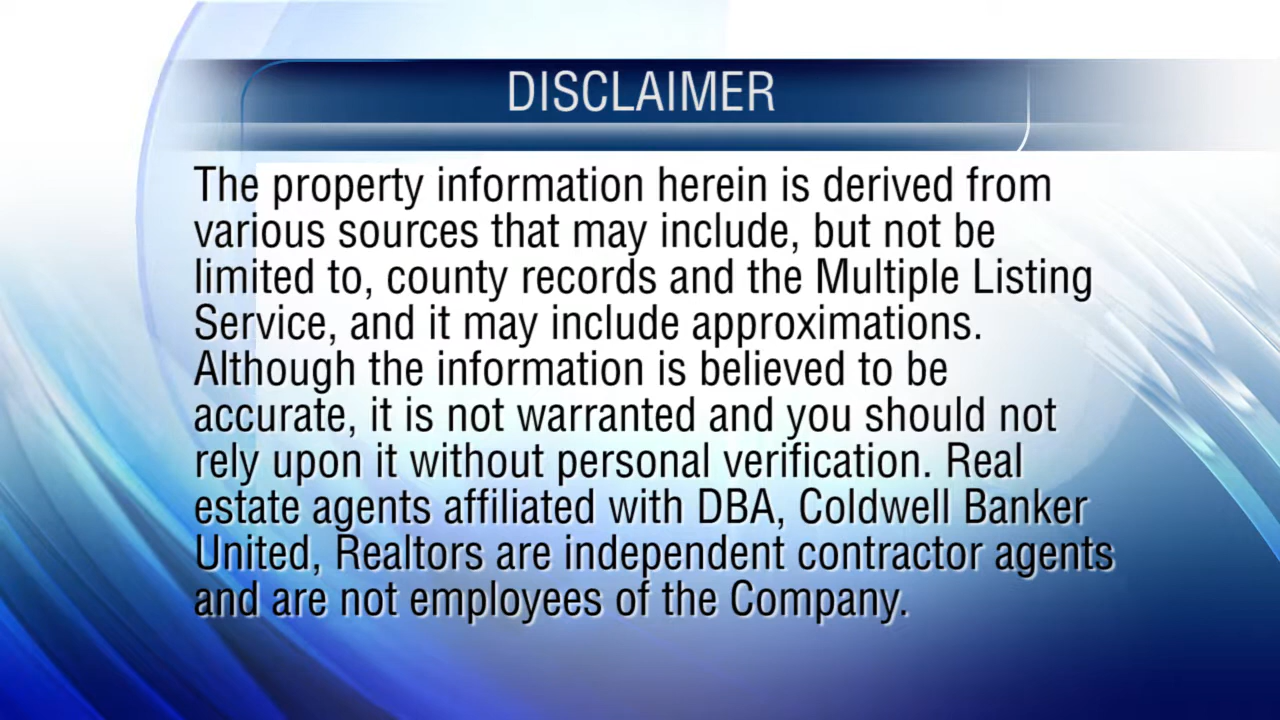 DISCLAIMER
The property information herein is derived from
various sources that may include, but not be
limited to, county records and the Multiple Listing
Service, and it may include approximations.
Although the information is believed to be
accurate, it is not warranted and you should not
rely upon it without personal verification. Real
estate agents affiliated with DBA, Coldwell Banker
United, Realtors are independent contractor agents
and are not employees of the Company.